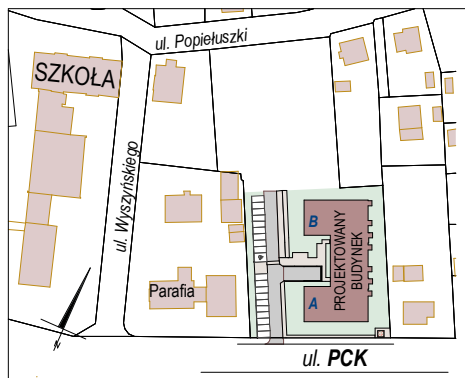 ul. Popiełuszki
SZKOŁA
ul. Wyszyńskiego
B
PROJEKTOWANY
BUDYNEK
A
Parafia
N
ul. PCK